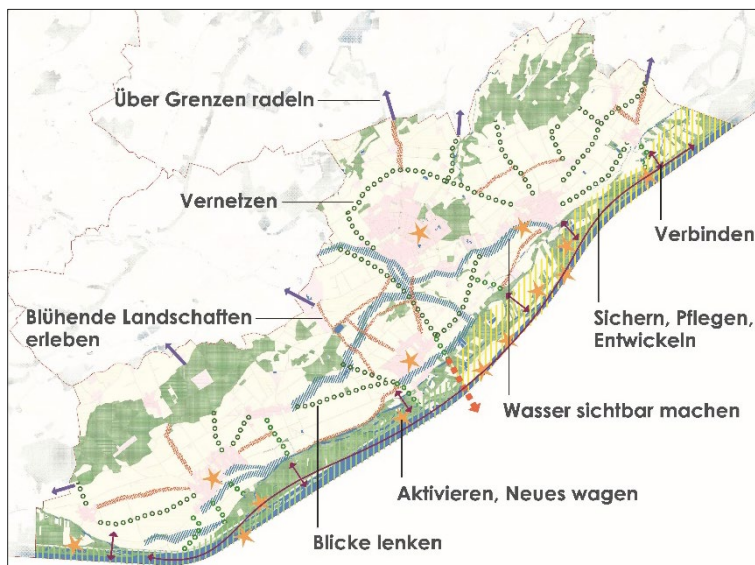 Über Grenzen radeln
Vernetzen
Verbinden
Blühende Landschaften
erleben
Sichern, Pflegen,
Entwickeln
Wasser sichtbar machen
Aktivieren, Neues wagen
Blicke lenken